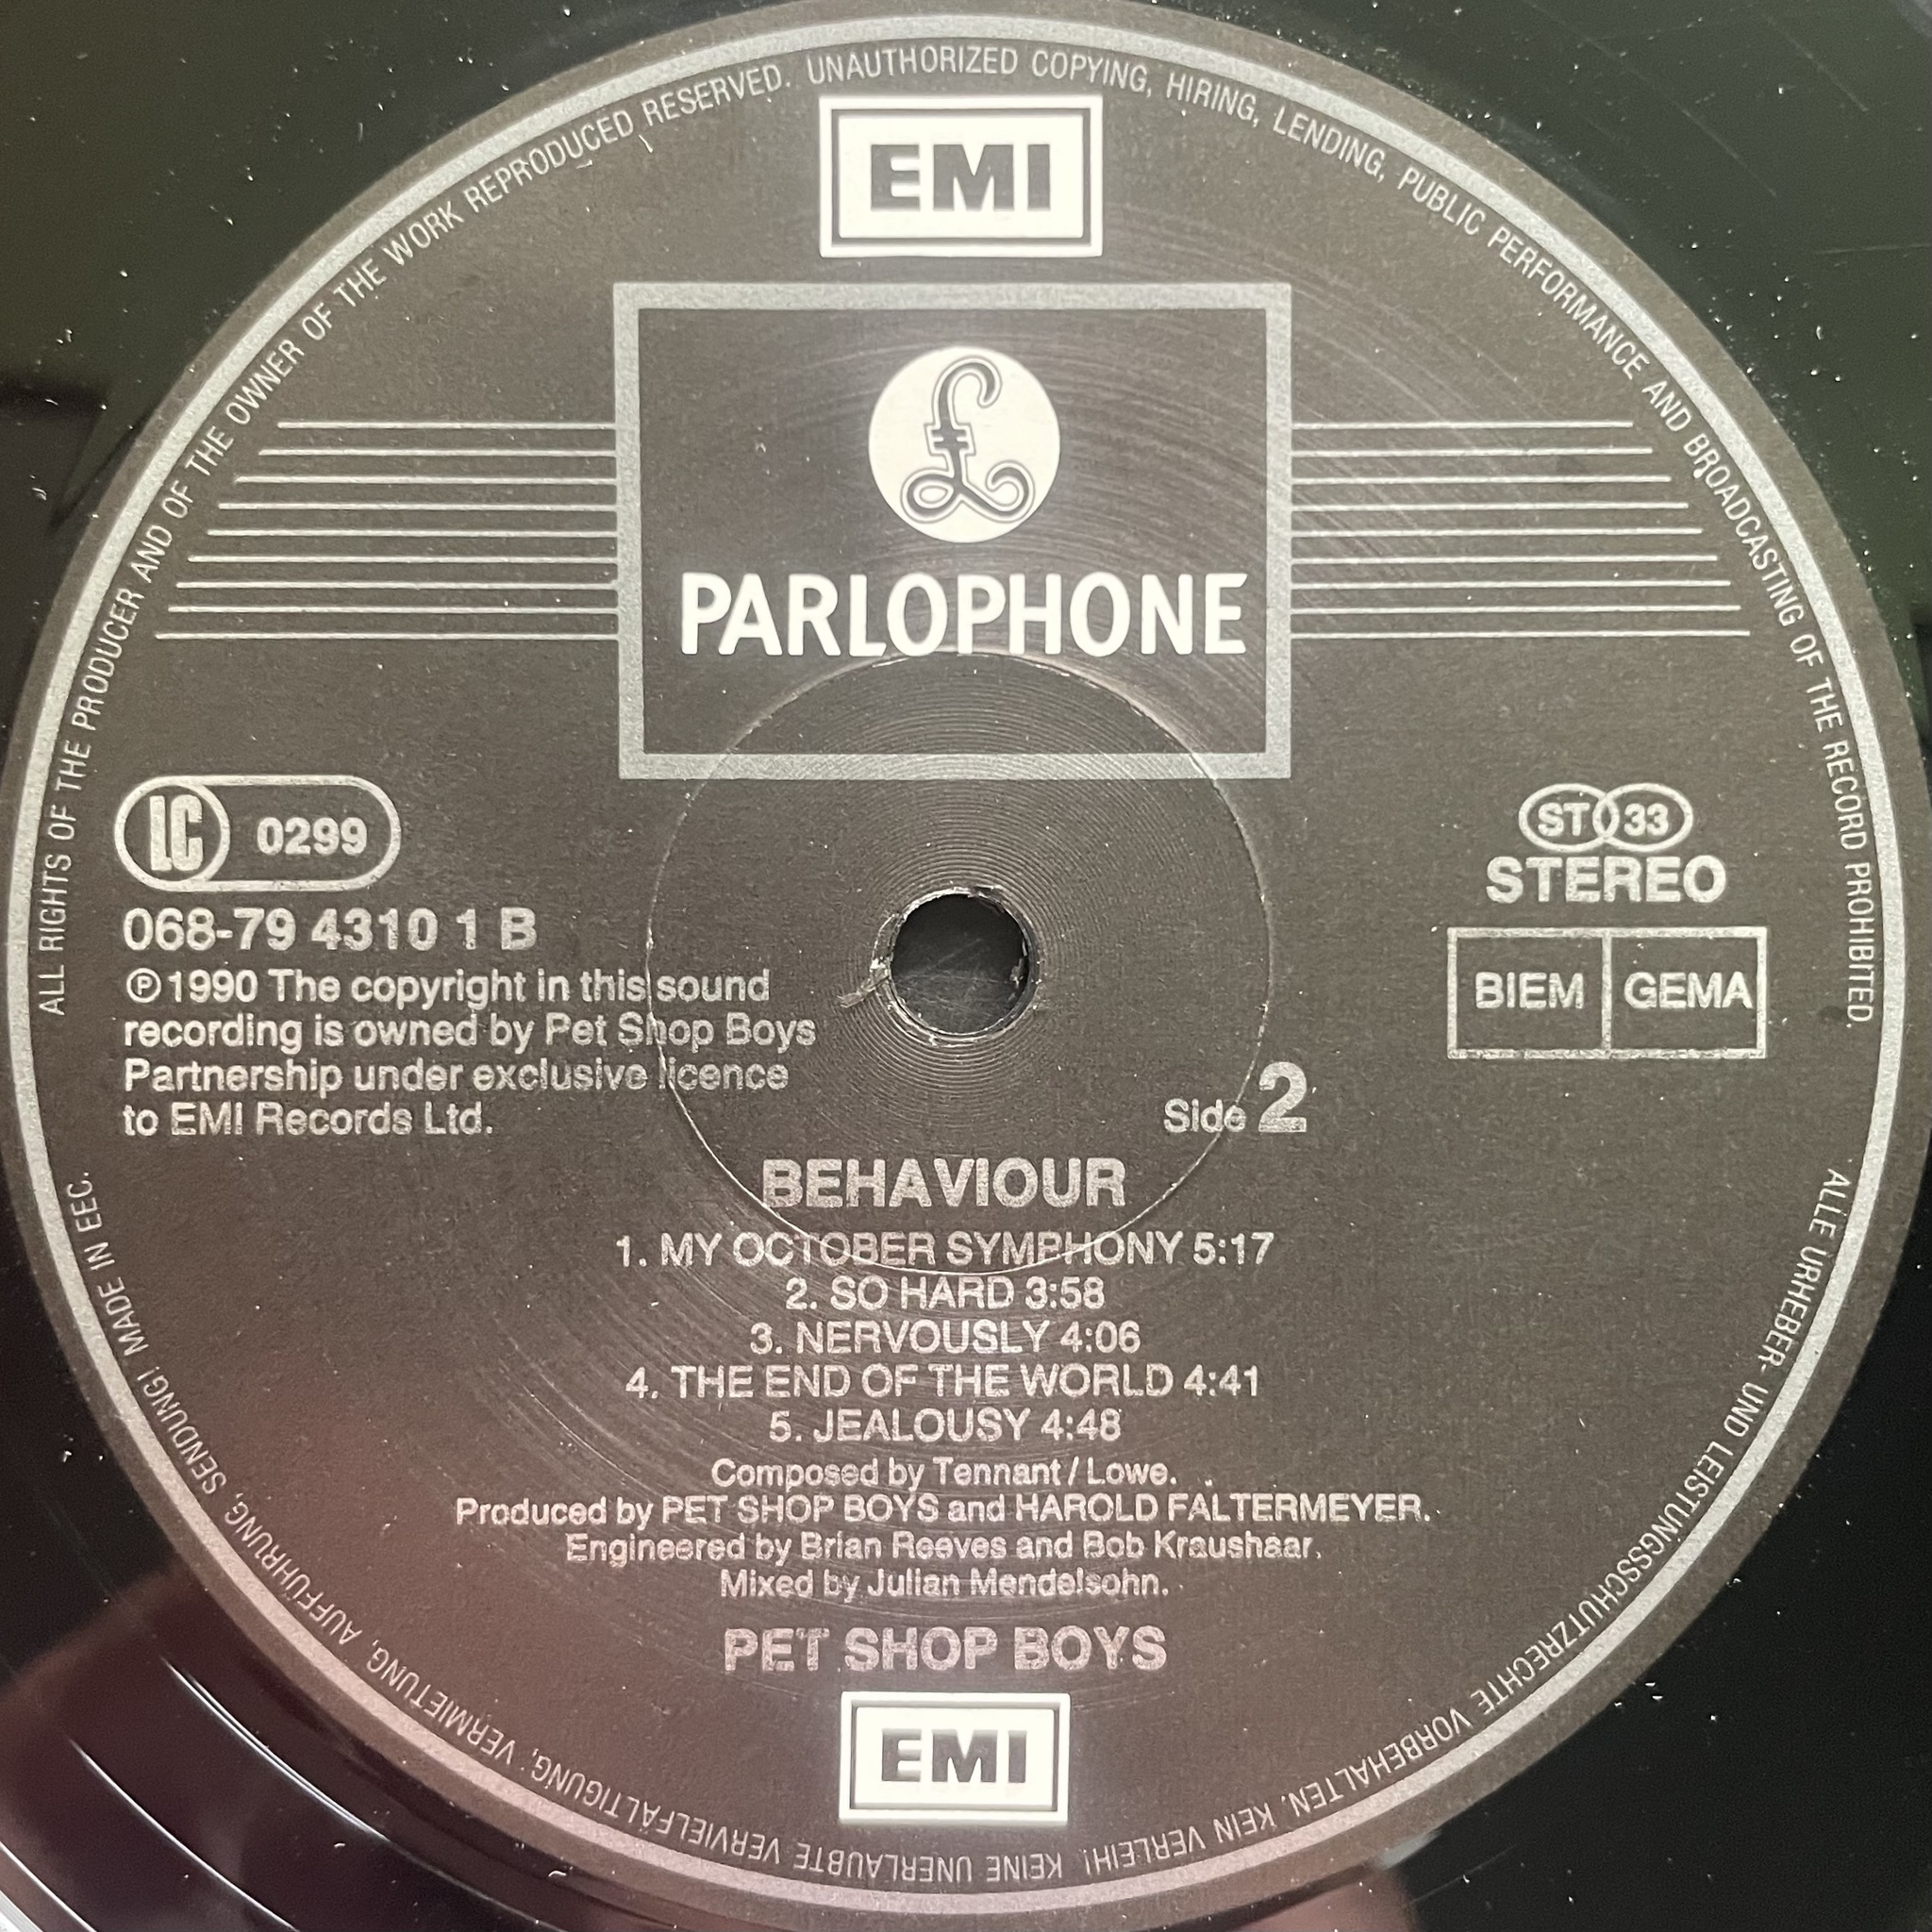 ALL RIGHTS OF THE PRODUCER AND OF THE OWNER OF THE WORK REPRODUCED RESERVED. UNAUTHORIZED COPYING, HIRING, LENDING, PUBLIC PERFORMANCE AND BROADCASTING OF THE RECORD PROHIBITED.
EMI
£
PARLOPHONE
LC 0299
068-79 4310 1 B
℗ 1990 The copyright in this sound
recording is owned by Pet Shop Boys
Partnership under exclusive licence
to EMI Records Ltd.
ST 33
STEREO
BIEM GEMA
Side 2
BEHAVIOUR
1. MY OCTOBER SYMPHONY 5:17
2. SO HARD 3:58
3. NERVOUSLY 4:06
4. THE END OF THE WORLD 4:41
5. JEALOUSY 4:48
Composed by Tennant / Lowe.
Produced by PET SHOP BOYS and HAROLD FALTERMEYER.
Engineered by Brian Reeves and Bob Kraushaar.
Mixed by Julian Mendelsohn.
PET SHOP BOYS
EMI
ALLE URHEBER- UND LEISTUNGSSCHUTZRECHTE VORBEHALTEN. KEIN VERLEIH! KEINE UNERLAUBTE VERVIELFÄLTIGUNG, VERMIETUNG, AUFFÜHRUNG, SENDUNG! MADE IN EEC.